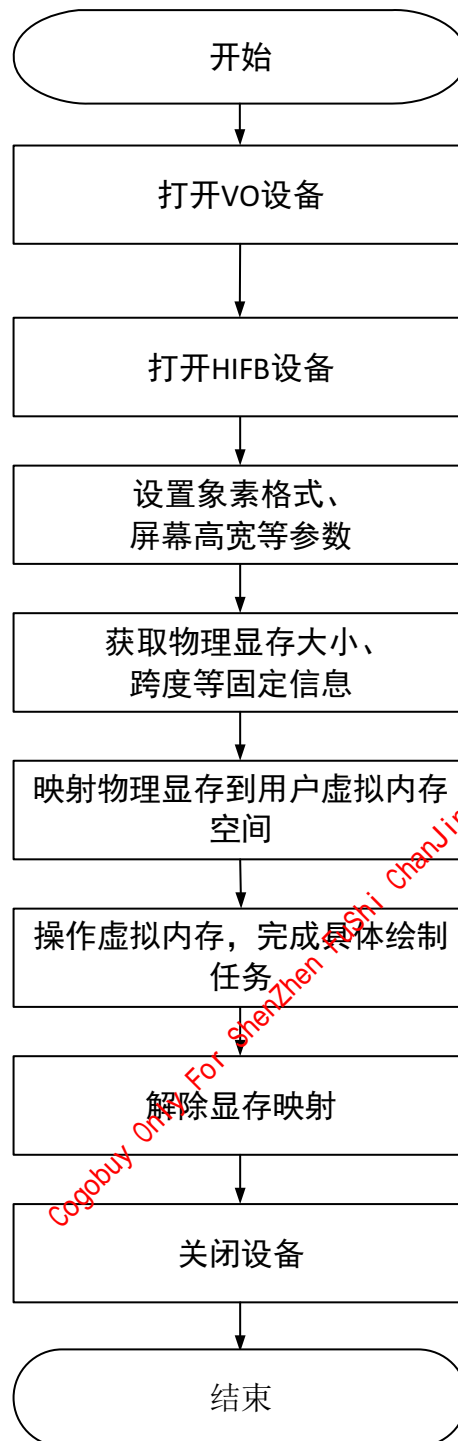 开始
打开VO设备
打开HIFB设备
设置象素格式、
屏幕高宽等参数
获取物理显存大小、
跨度等固定信息
映射物理显存到用户虚拟内存
空间
操作虚拟内存，完成具体绘制
任务
解除显存映射
关闭设备
结束
Cogobuy Only For ShenZhen FuShi ChanJin